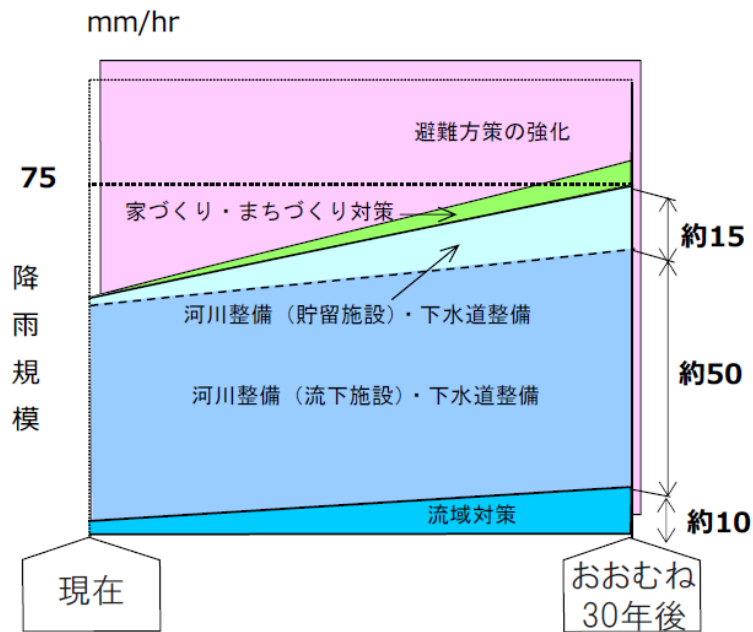 mm/hr
避難方策の強化
75
家づくり・まちづくり対策
約15
降雨規模
河川整備（貯留施設）・下水道整備
約50
河川整備（流下施設）・下水道整備
流域対策
約10
現在
おおむね
30年後